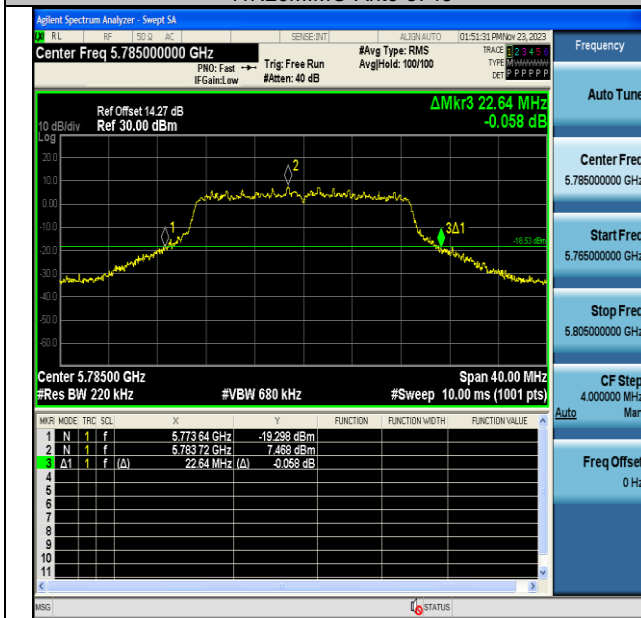 Agilent Spectrum Analyzer - Swept SA
RL RF 50 Ω AC SENSE:INT ALIGN AUTO 01:51:31 PM Nov 23, 2023
Center Freq 5.785000000 GHz
PNO: Fast
IFGain:Low
Trig: Free Run
#Atten: 40 dB
#Avg Type: RMS
Avg|Hold: 100/100
TRACE 1 2 3 4 5 6
TYPE M
DET P P P P P P
Frequency
Auto Tune
Ref Offset 14.27 dB
10 dB/div Ref 30.00 dBm
Log
ΔMkr3 22.64 MHz
-0.058 dB
20.0
10.0
0.00
-10.0
-20.0
-30.0
-40.0
-50.0
-60.0
1
2
3Δ1
-18.53 dBm
Center Freq
5.785000000 GHz
Start Freq
5.765000000 GHz
Stop Freq
5.805000000 GHz
CF Step
4.000000 MHz
Auto Man
Freq Offset
0 Hz
Center 5.78500 GHz Span 40.00 MHz
#Res BW 220 kHz #VBW 680 kHz #Sweep 10.00 ms (1001 pts)
MKR MODE TRC SCL X Y FUNCTION FUNCTION WIDTH FUNCTION VALUE
1 N 1 f 5.773 64 GHz -19.298 dBm
2 N 1 f 5.783 72 GHz 7.468 dBm
3 Δ1 1 f (Δ) 22.64 MHz (Δ) -0.058 dB
4
5
6
7
8
9
10
11
MSG STATUS